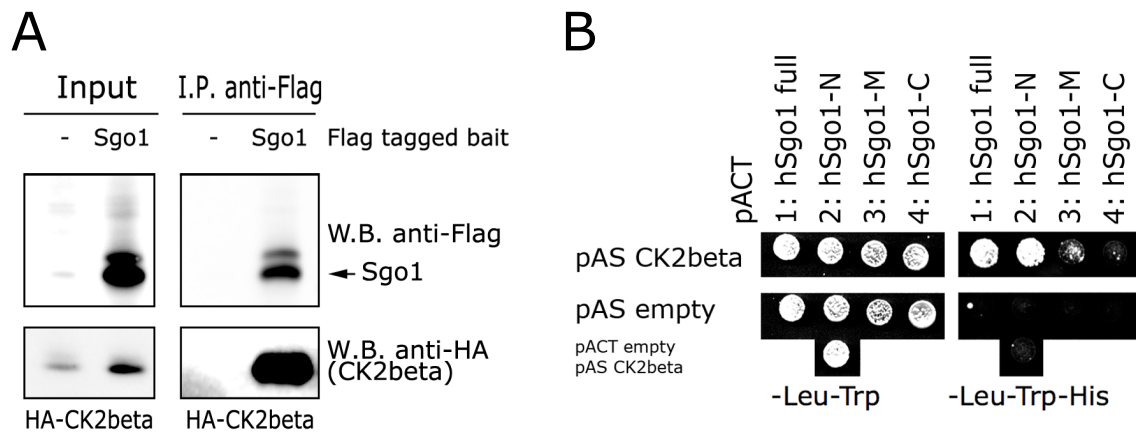 A
Input
I.P. anti-Flag
- Sgo1
- Sgo1
Flag tagged bait
W.B. anti-Flag
Sgo1
W.B. anti-HA
(CK2beta)
HA-CK2beta
HA-CK2beta
B
pACT
1: hSgo1 full
2: hSgo1-N
3: hSgo1-M
4: hSgo1-C
1: hSgo1 full
2: hSgo1-N
3: hSgo1-M
4: hSgo1-C
pAS CK2beta
pAS empty
pACT empty
pAS CK2beta
-Leu-Trp
-Leu-Trp-His